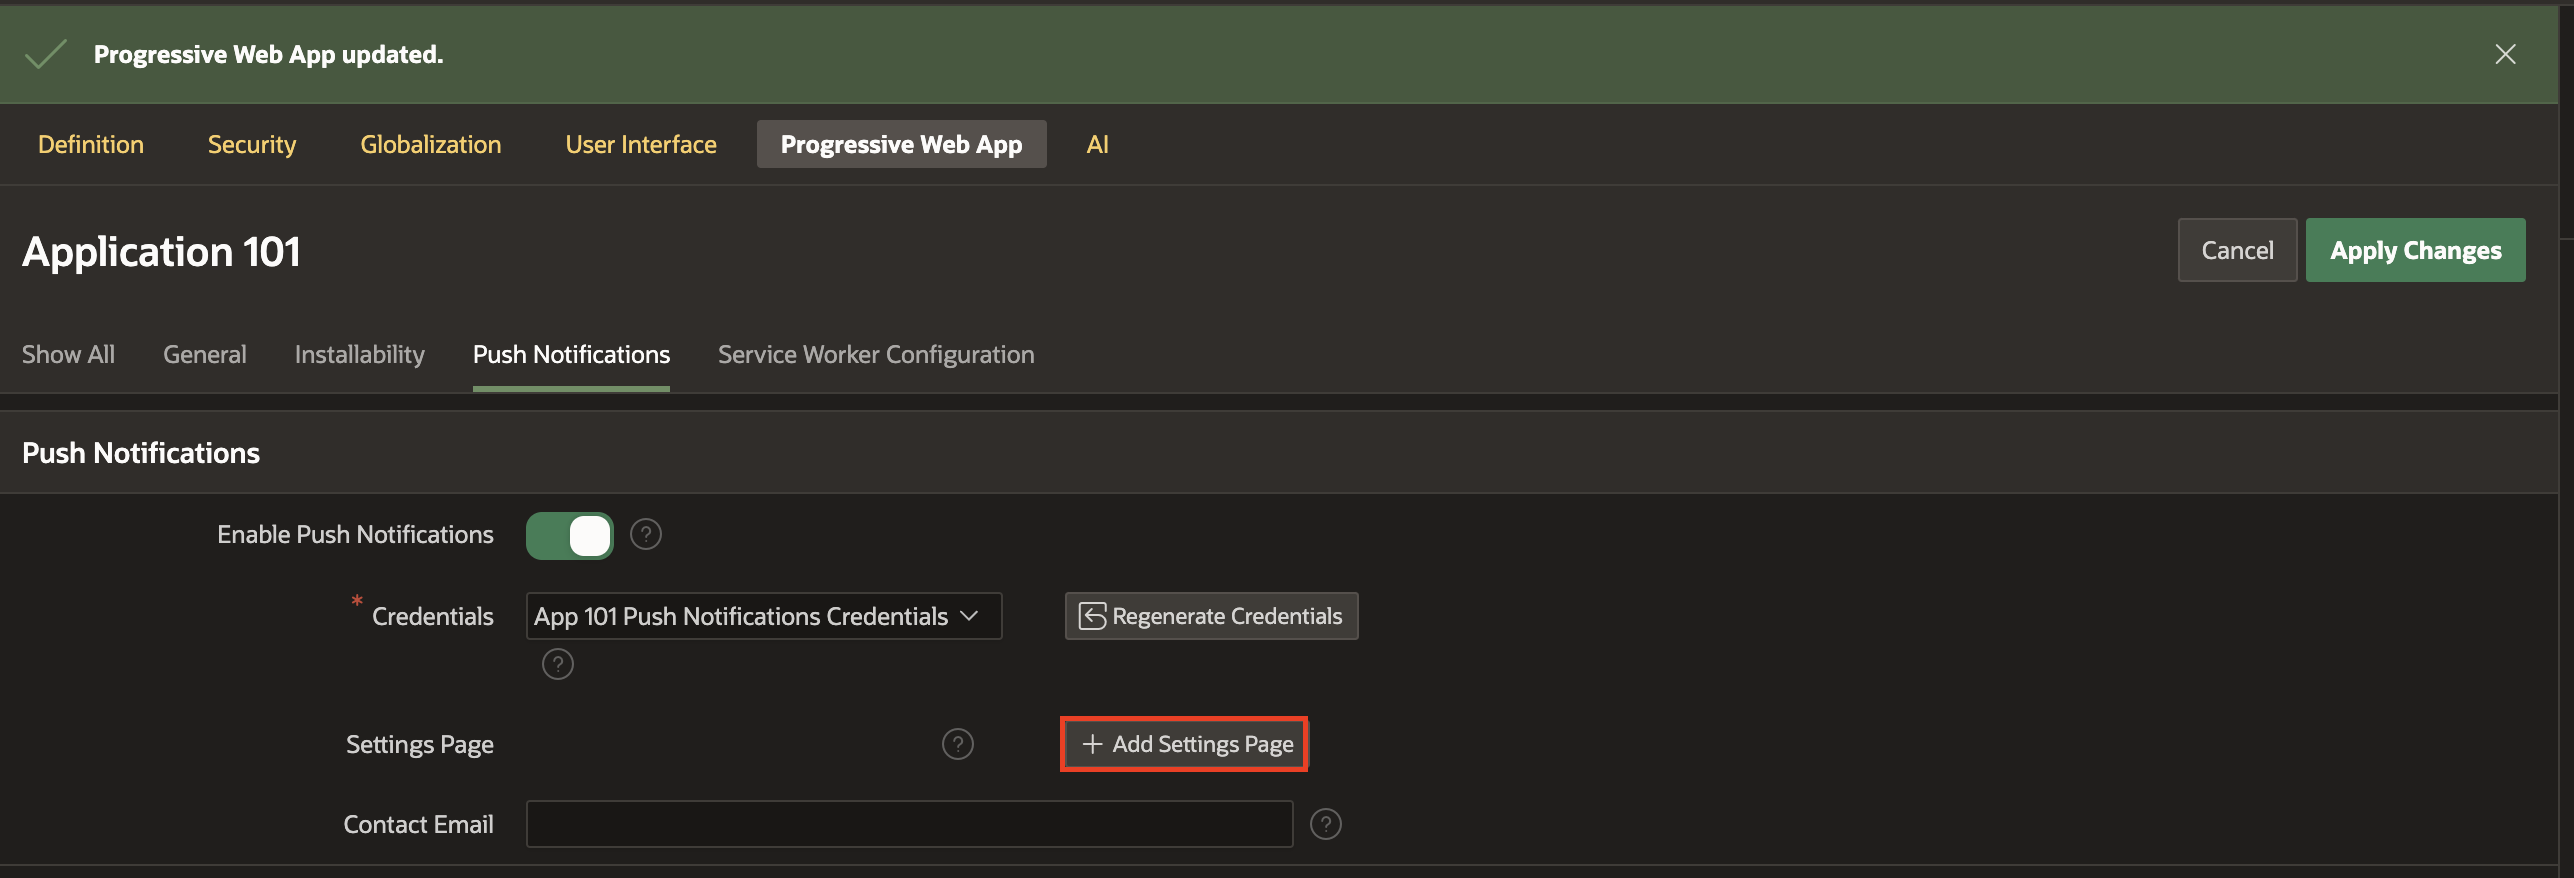 Progressive Web App updated.
Definition Security Globalization User Interface Progressive Web App AI
Application 101
Cancel Apply Changes
Show All General Installability Push Notifications Service Worker Configuration
Push Notifications
Enable Push Notifications ?
* Credentials App 101 Push Notifications Credentials Regenerate Credentials
?
Settings Page ? + Add Settings Page
Contact Email ?